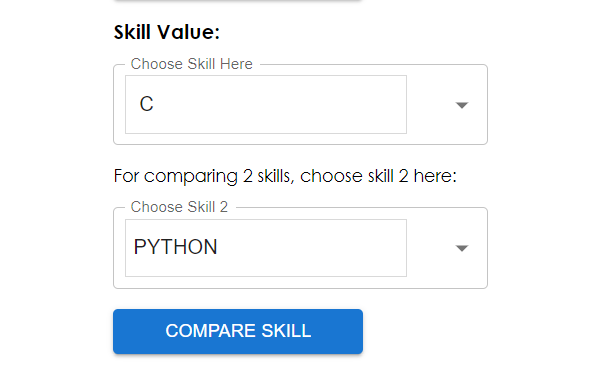 Skill Value:
Choose Skill Here
C
For comparing 2 skills, choose skill 2 here:
Choose Skill 2
PYTHON
COMPARE SKILL